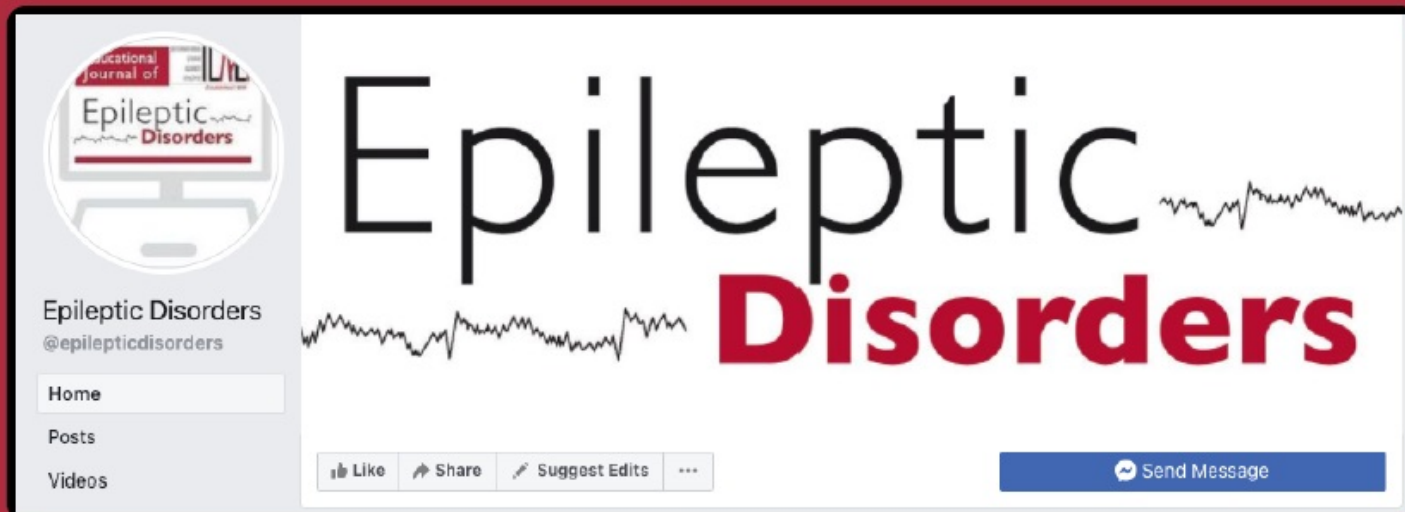 Educational
Journal of
Epileptic
Disorders
Epileptic Disorders
@epilepticdisorders
Home
Posts
Videos
Epileptic
Disorders
Like
Share
Suggest Edits
...
Send Message